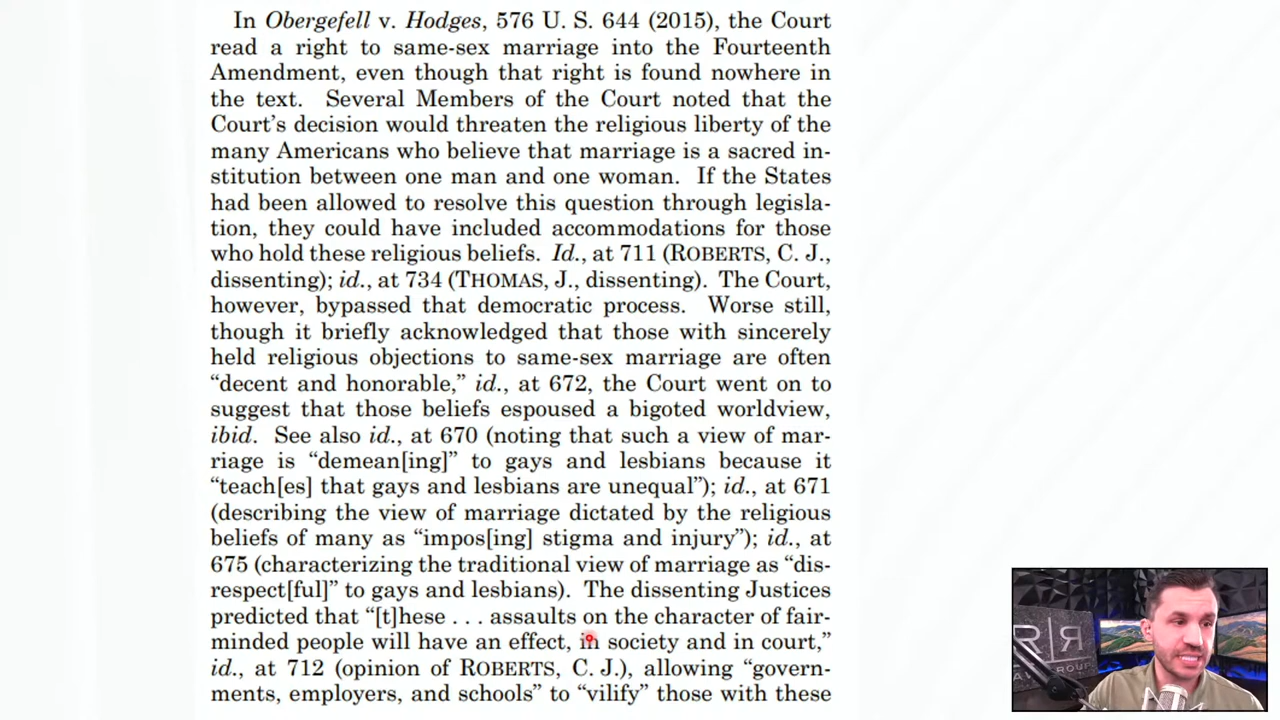 In Obergefell v. Hodges, 576 U. S. 644 (2015), the Court
read a right to same-sex marriage into the Fourteenth
Amendment, even though that right is found nowhere in
the text. Several Members of the Court noted that the
Court’s decision would threaten the religious liberty of the
many Americans who believe that marriage is a sacred in-
stitution between one man and one woman. If the States
had been allowed to resolve this question through legisla-
tion, they could have included accommodations for those
who hold these religious beliefs. Id., at 711 (ROBERTS, C. J.,
dissenting); id., at 734 (THOMAS, J., dissenting). The Court,
however, bypassed that democratic process. Worse still,
though it briefly acknowledged that those with sincerely
held religious objections to same-sex marriage are often
“decent and honorable,” id., at 672, the Court went on to
suggest that those beliefs espoused a bigoted worldview,
ibid. See also id., at 670 (noting that such a view of mar-
riage is “demean[ing]” to gays and lesbians because it
“teach[es] that gays and lesbians are unequal”); id., at 671
(describing the view of marriage dictated by the religious
beliefs of many as “impos[ing] stigma and injury”); id., at
675 (characterizing the traditional view of marriage as “dis-
respect[ful]” to gays and lesbians). The dissenting Justices
predicted that “[t]hese . . . assaults on the character of fair-
minded people will have an effect, in society and in court,”
id., at 712 (opinion of ROBERTS, C. J.), allowing “govern-
ments, employers, and schools” to “vilify” those with these